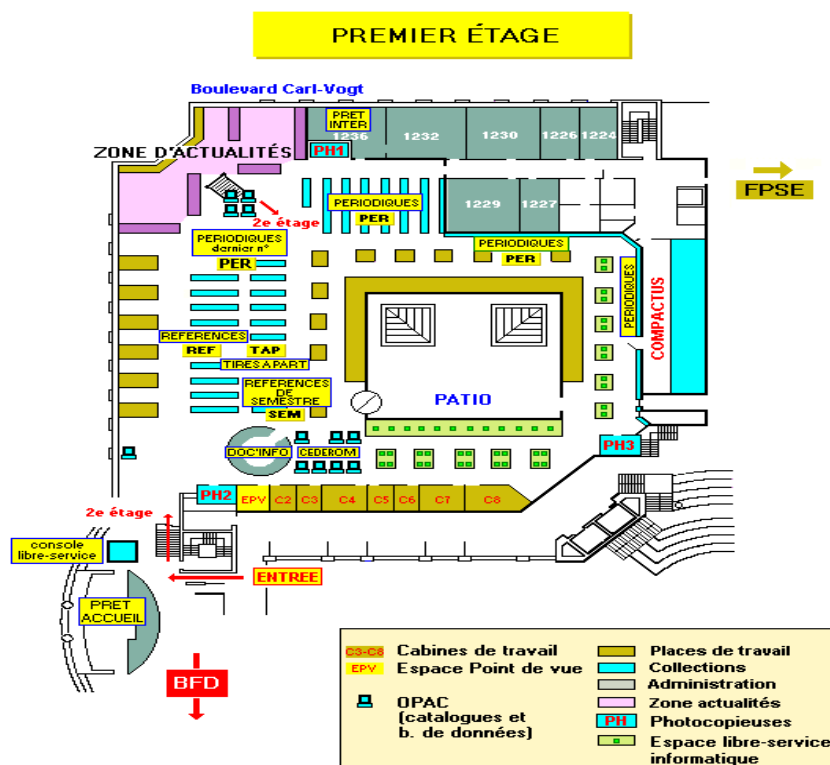 PREMIER ÉTAGE
Boulevard Carl-Vogt
PRET
INTER
1236
1232
1230
1226
1224
ZONE D'ACTUALITÉS
PH1
FPSE
1229
1227
PERIODIQUES
PER
2e étage
PERIODIQUES
dernier n°
PER
PERIODIQUES
PER
PERIODIQUES
COMPACTUS
REFERENCES
REF
TAP
TIRES A PART
REFERENCES
DE
SEMESTRE
SEM
PATIO
DOC'INFO
CEDEROM
PH3
PH2
EPV
C2
C3
C4
C5
C6
C7
C8
2e étage
console
libre-service
ENTREE
PRET
ACCUEIL
BFD
C3-C8 Cabines de travail
EPV Espace Point de vue
OPAC
(catalogues et
b. de données)
Places de travail
Collections
Administration
Zone actualités
PH Photocopieuses
Espace libre-service
informatique